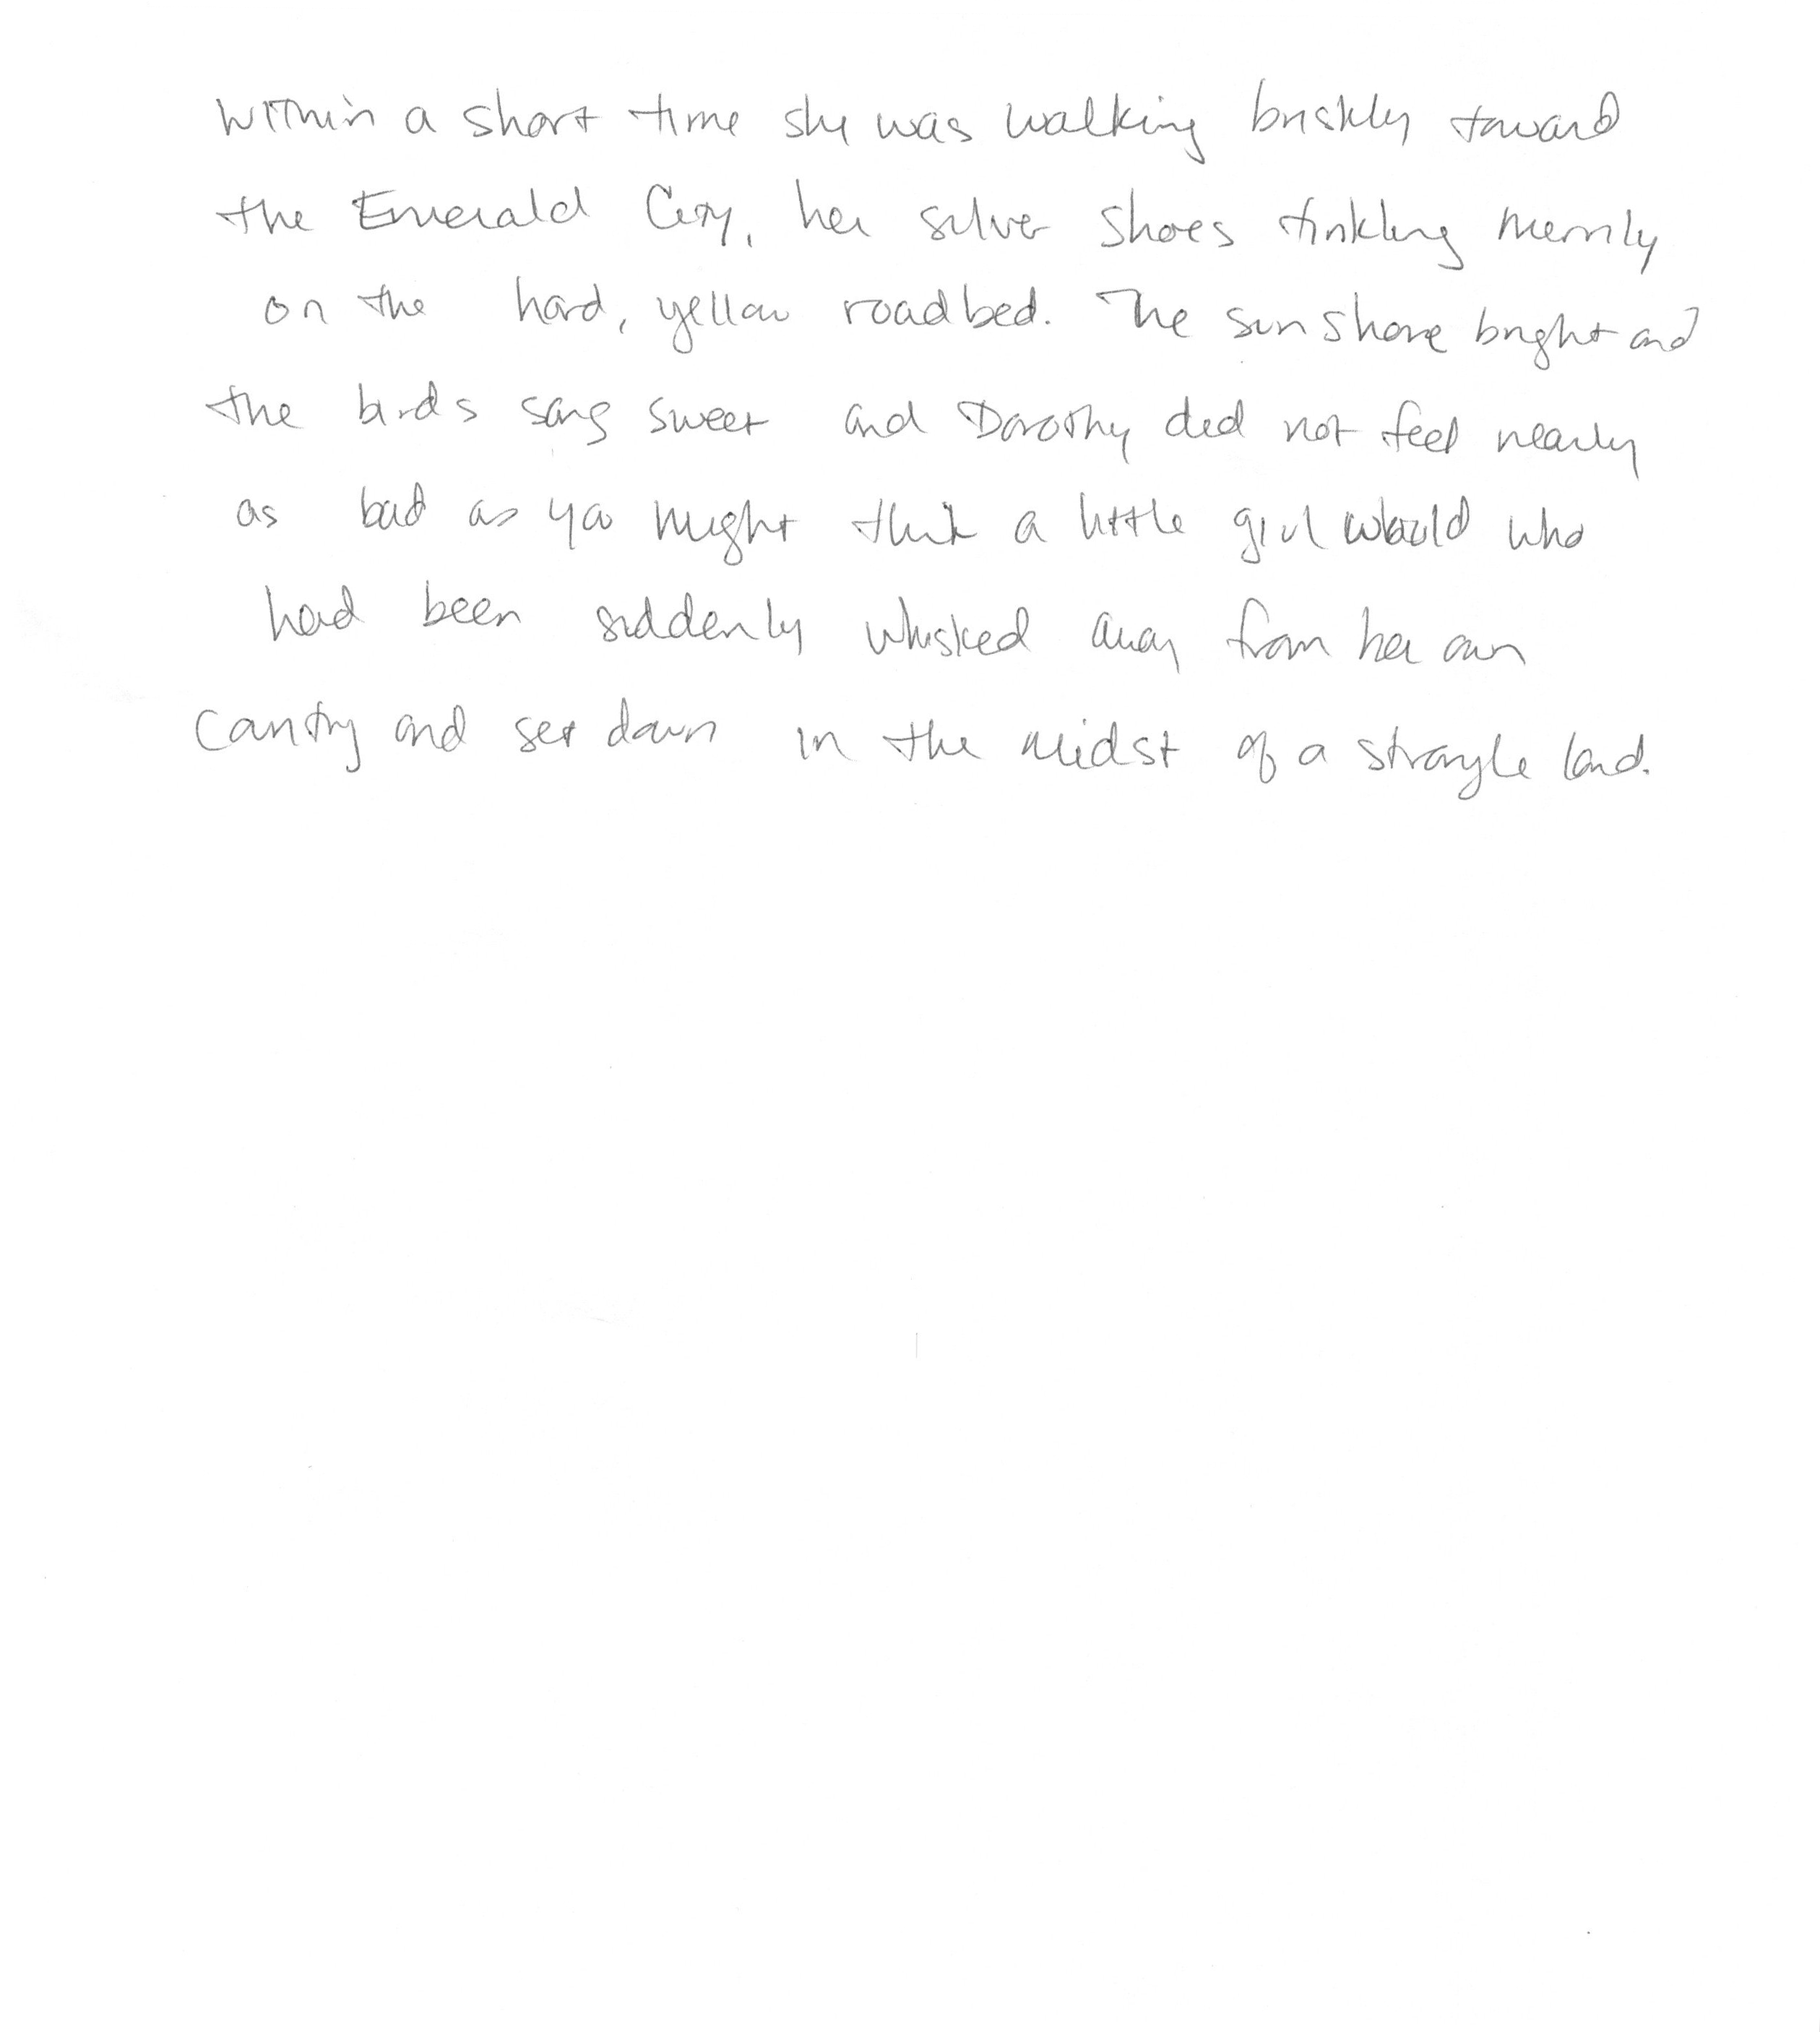 Within a short time she was walking briskly toward
the Emerald City, her silver shoes tinkling merrily
on the hard, yellow roadbed. The sun shone bright and
the birds sang sweet and Dorothy did not feel nearly
as bad as you might think a little girl would who
had been suddenly whisked away from her own
country and set down in the midst of a strange land.